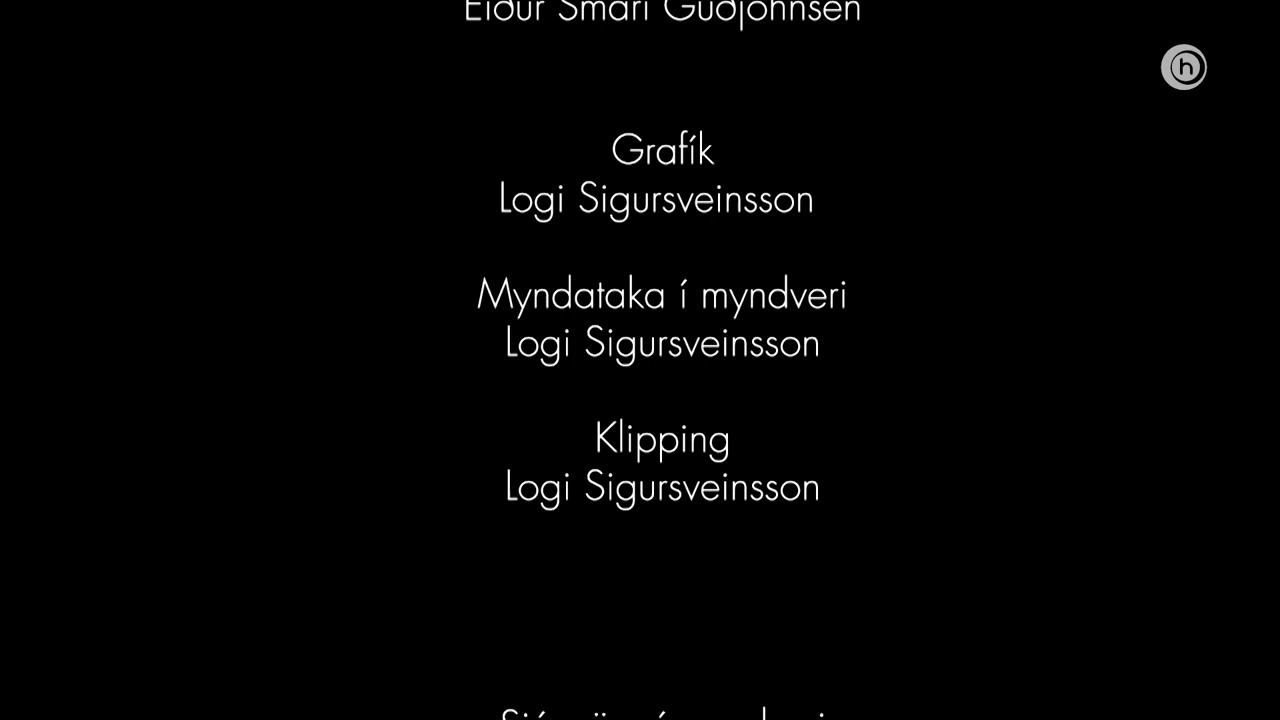 Eiður Smári Guðjohnsen
h
Grafík
Logi Sigursveinsson
Myndataka í myndveri
Logi Sigursveinsson
Klipping
Logi Sigursveinsson